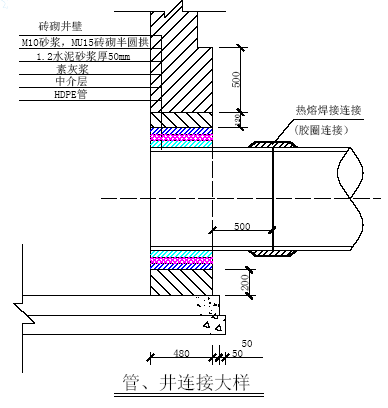 砖砌井壁
M10砂浆，MU15砖砌半圆拱
1.2水泥砂浆厚50mm
素灰浆
中介层
HDPE管
500
120
热熔焊接连接
(胶圈连接)
500
200
480
50
50
管、井连接大样